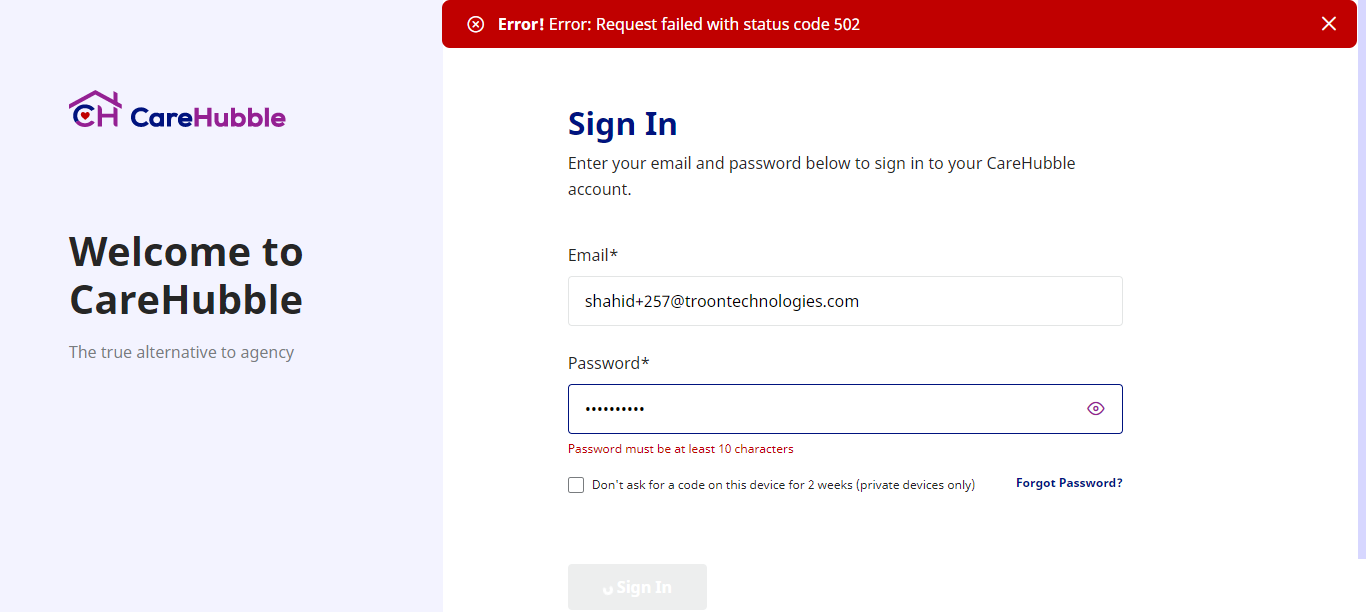 Error! Error: Request failed with status code 502
CH CareHubble
Sign In
Enter your email and password below to sign in to your CareHubble
account.
Welcome to
CareHubble
The true alternative to agency
Email*
shahid+257@troontechnologies.com
Password*
••••••••••
Password must be at least 10 characters
Don't ask for a code on this device for 2 weeks (private devices only)
Forgot Password?
Sign In